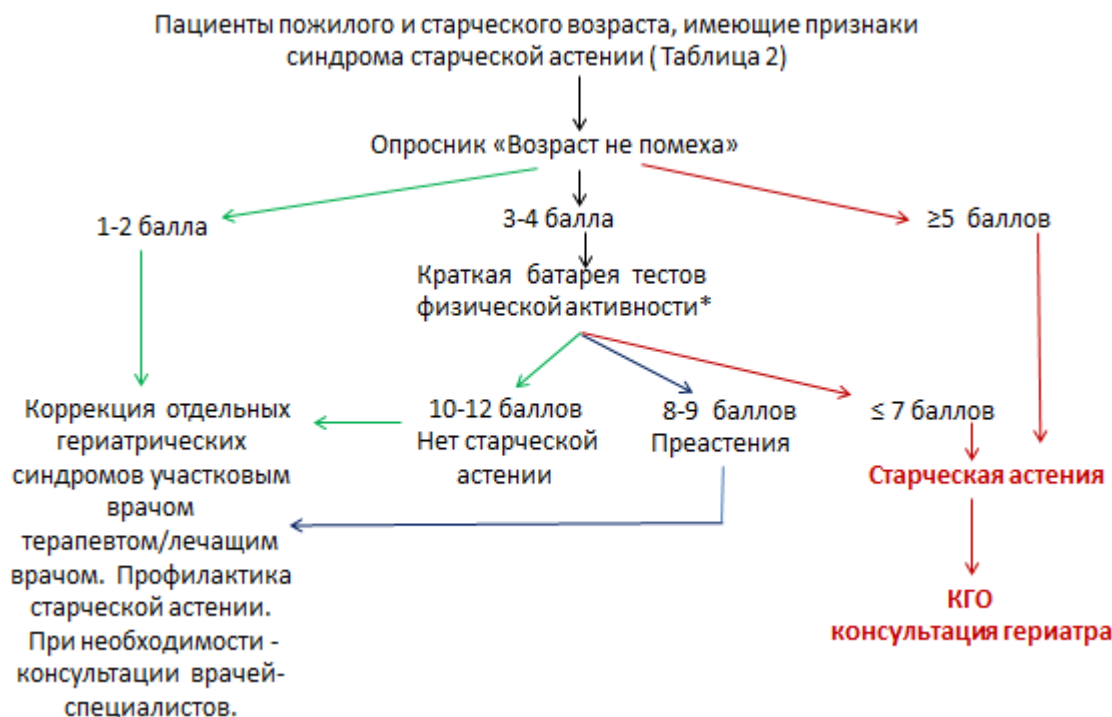 Пациенты пожилого и старческого возраста, имеющие признаки
синдрома старческой астении ( Таблица 2)
Опросник «Возраст не помеха»
1-2 балла
3-4 балла
≥5 баллов
Краткая батарея тестов
физической активности*
10-12 баллов
Нет старческой
астении
8-9 баллов
Преастения
≤ 7 баллов
Старческая астения
КГО
консультация гериатра
Коррекция отдельных
гериатрических
синдромов участковым
врачом
терапевтом/лечащим
врачом. Профилактика
старческой астении.
При необходимости -
консультации врачей-
специалистов.